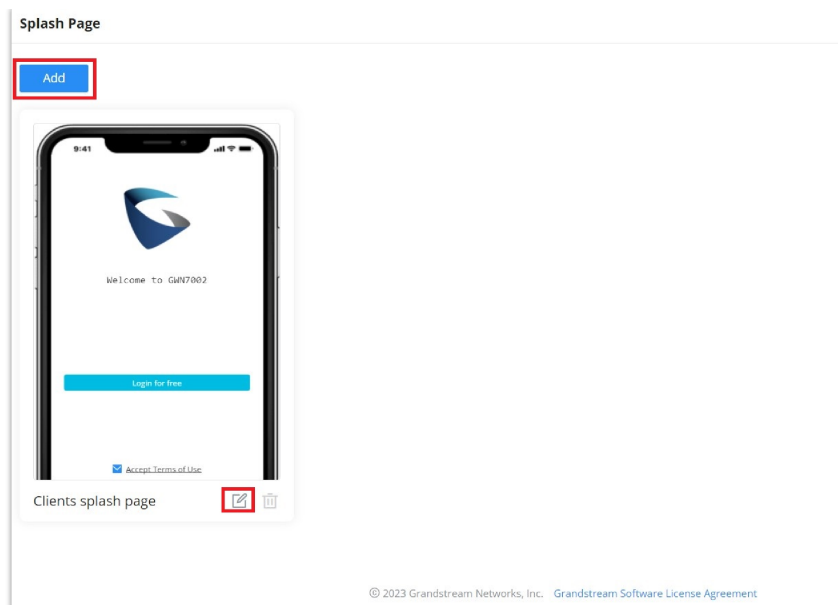 Splash Page
Add
9:41
Welcome to GWN7002
Login for free
Accept Terms of Use
Clients splash page
© 2023 Grandstream Networks, Inc. Grandstream Software License Agreement